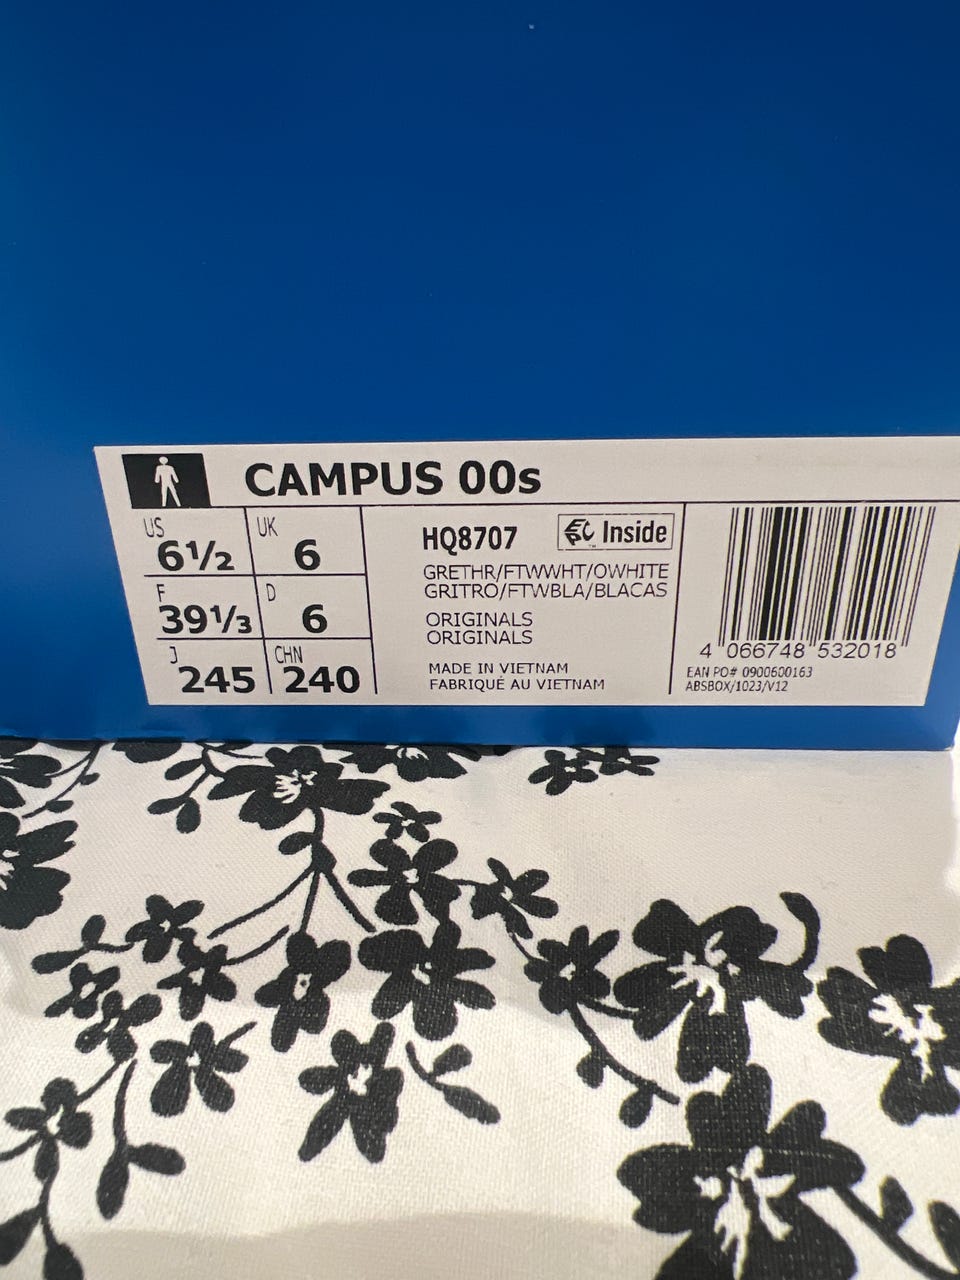 CAMPUS 00s
US
6½
UK
6
F
39⅓
D
6
J
245
CHN
240
HQ8707
Inside
GRETHR/FTWWHT/OWHITE
GRITRO/FTWBLA/BLACAS
ORIGINALS
ORIGINALS
MADE IN VIETNAM
FABRIQUÉ AU VIETNAM
4 066748 532018
EAN PO# 0900600163
ABSBOX/1023/V12